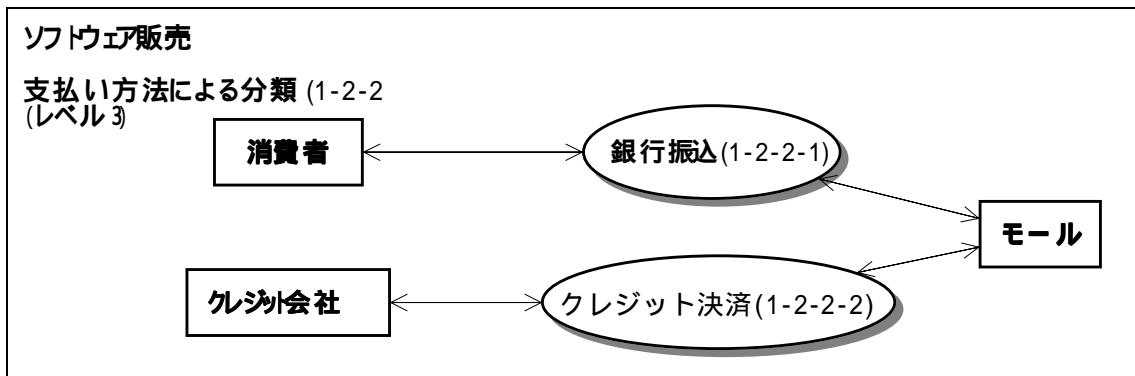 ソフトウェア販売
支払い方法による分類 (1-2-2
(レベル 3)
消費者
銀行振込(1-2-2-1)
モール
クレジット会社
クレジット決済(1-2-2-2)